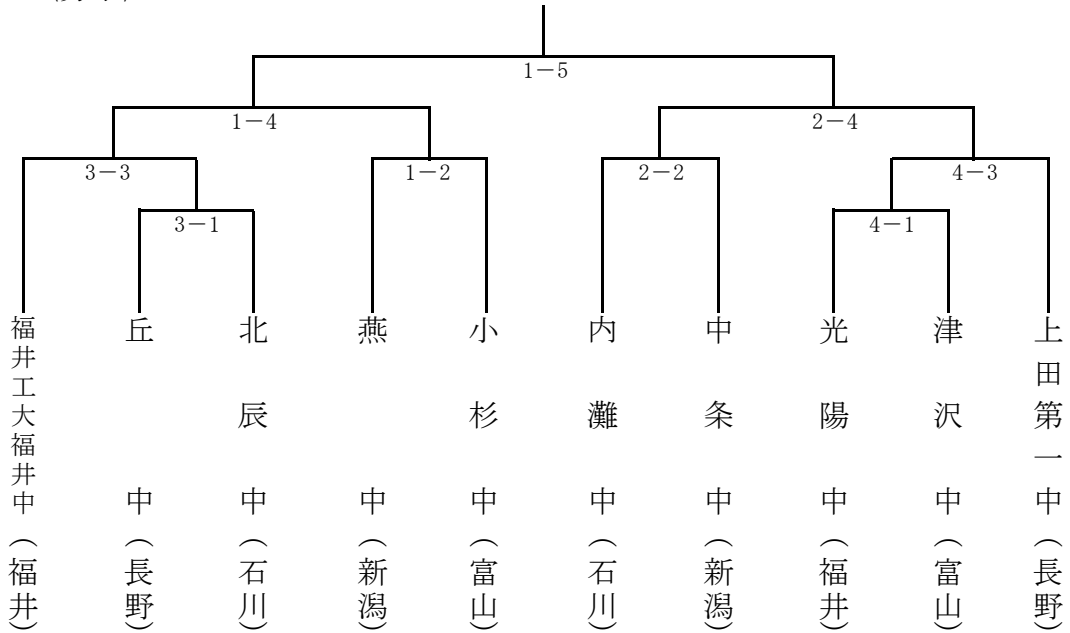 1－5
1－4
2－4
3－3
1－2
2－2
4－3
3－1
4－1
福井工大福井中（福井）
丘中（長野）
北辰中（石川）
燕中（新潟）
小杉中（富山）
内灘中（石川）
中条中（新潟）
光陽中（福井）
津沢中（富山）
上田第一中（長野）